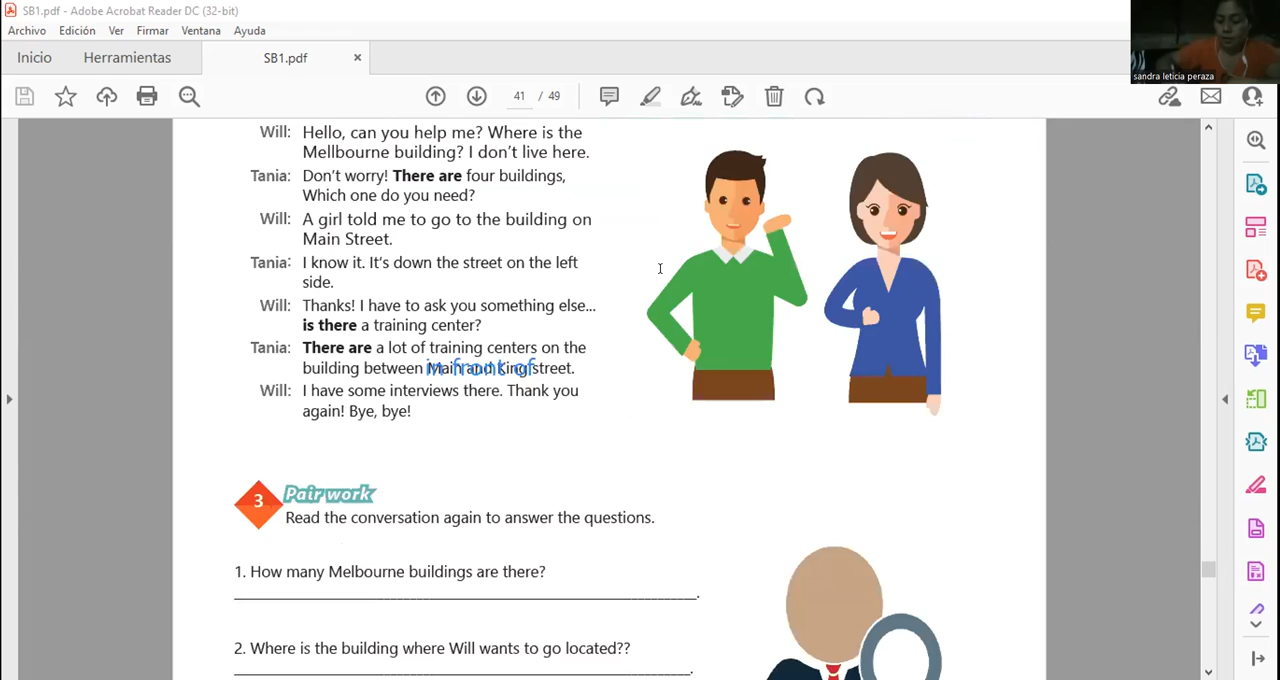 SB1.pdf - Adobe Acrobat Reader DC (32-bit)
Archivo Edición Ver Firmar Ventana Ayuda
Inicio Herramientas SB1.pdf ×
41 / 49
sandra leticia peraza
Will: Hello, can you help me? Where is the
Mellbourne building? I don't live here.
Tania: Don't worry! There are four buildings,
Which one do you need?
Will: A girl told me to go to the building on
Main Street.
Tania: I know it. It's down the street on the left
side.
Will: Thanks! I have to ask you something else...
is there a training center?
Tania: There are a lot of training centers on the
building between Main and King street.
in front of
Will: I have some interviews there. Thank you
again! Bye, bye!
3 Pair work
Read the conversation again to answer the questions.
1. How many Melbourne buildings are there?
2. Where is the building where Will wants to go located??